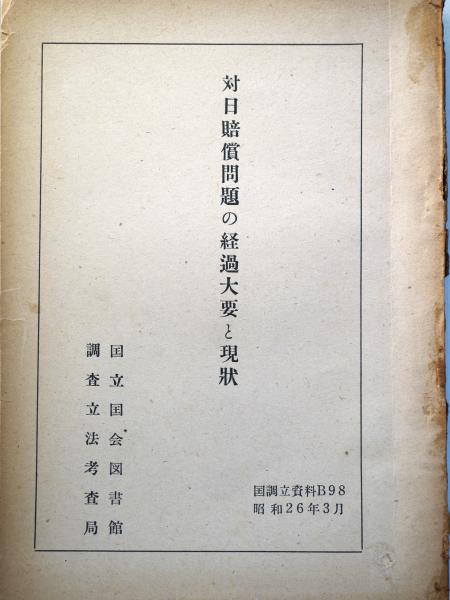 対日賠償問題の経過大要と現狀
国調立資料B98
昭和26年3月
国立国会図書館
調査立法考査局